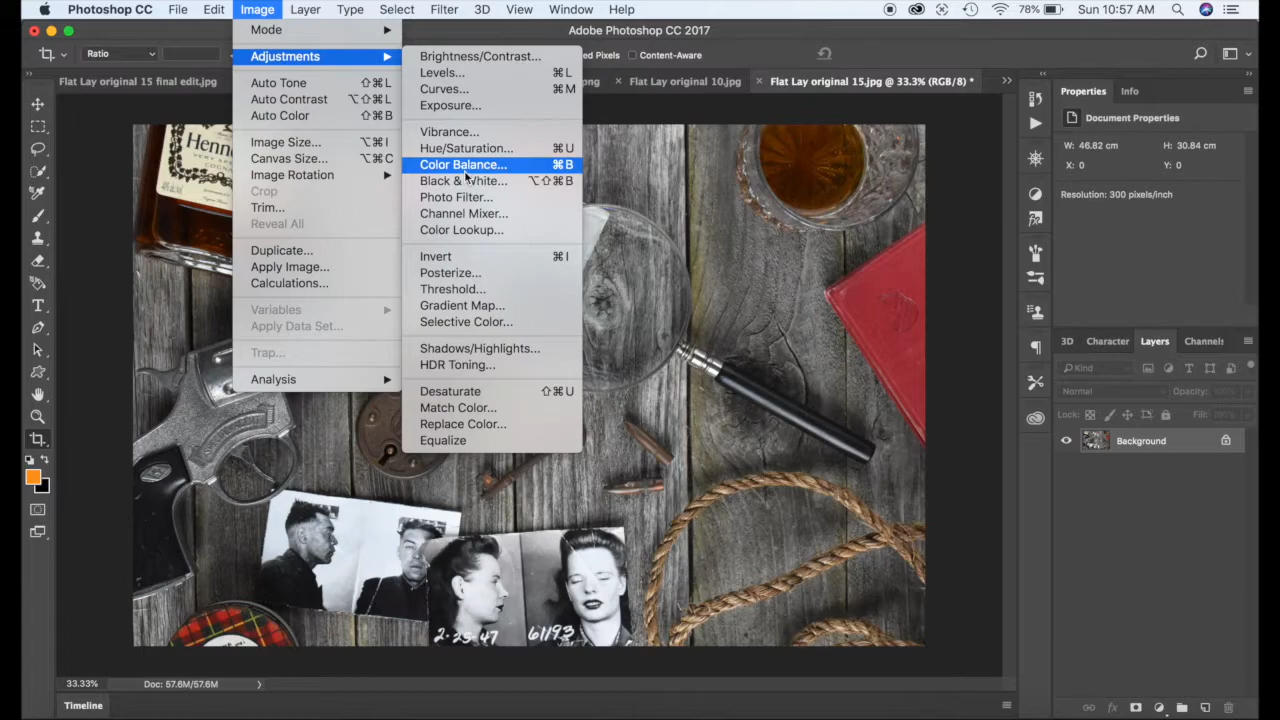 Photoshop CC File Edit Image Layer Type Select Filter 3D View Window Help 78% Sun 10:57 AM
Adobe Photoshop CC 2017
Ratio
Pixels Content-Aware
Flat Lay original 15 final edit.jpg
Flat Lay original 10.jpg
Flat Lay original 15.jpg @ 33.3% (RGB/8) *
Mode
Adjustments
Auto Tone ⇧⌘L
Auto Contrast ⌥⇧⌘L
Auto Color ⇧⌘B
Image Size... ⌥⌘I
Canvas Size... ⌥⌘C
Image Rotation
Crop
Trim...
Reveal All
Duplicate...
Apply Image...
Calculations...
Variables
Apply Data Set...
Trap...
Analysis
Brightness/Contrast...
Levels... ⌘L
Curves... ⌘M
Exposure...
Vibrance...
Hue/Saturation... ⌘U
Color Balance... ⌘B
Black & White... ⌥⇧⌘B
Photo Filter...
Channel Mixer...
Color Lookup...
Invert ⌘I
Posterize...
Threshold...
Gradient Map...
Selective Color...
Shadows/Highlights...
HDR Toning...
Desaturate ⇧⌘U
Match Color...
Replace Color...
Equalize
Properties Info
Document Properties
W: 46.82 cm H: 30.84 cm
X: 0 Y: 0
Resolution: 300 pixels/inch
3D Character Layers Channels
Kind
Normal Opacity: 100%
Lock: Fill: 100%
Background
2-25-47 61193
33.33% Doc: 57.6M/57.6M
Timeline